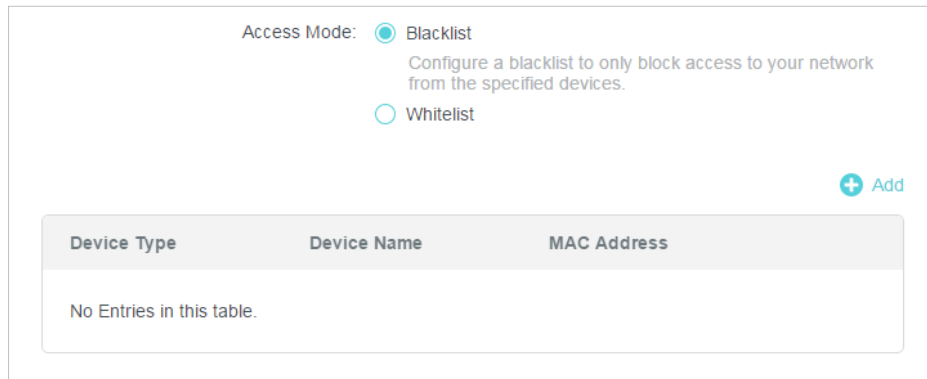 Access Mode: Blacklist
Configure a blacklist to only block access to your network
from the specified devices.
Whitelist
Add
Device Type Device Name MAC Address
No Entries in this table.